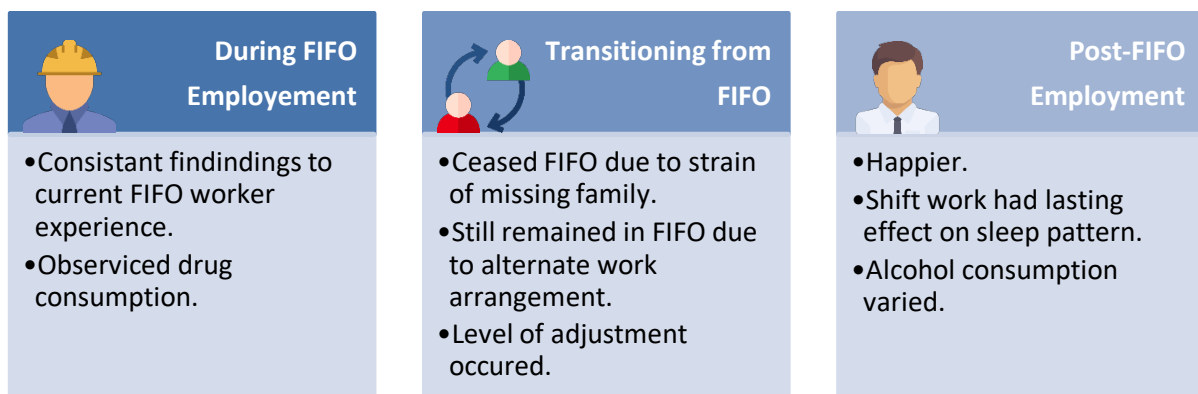 During FIFO
Employement
•Consistant findindings to
current FIFO worker
experience.
•Observiced drug
consumption.
Transitioning from
FIFO
•Ceased FIFO due to strain
of missing family.
•Still remained in FIFO due
to alternate work
arrangement.
•Level of adjustment
occured.
Post-FIFO
Employment
•Happier.
•Shift work had lasting
effect on sleep pattern.
•Alcohol consumption
varied.